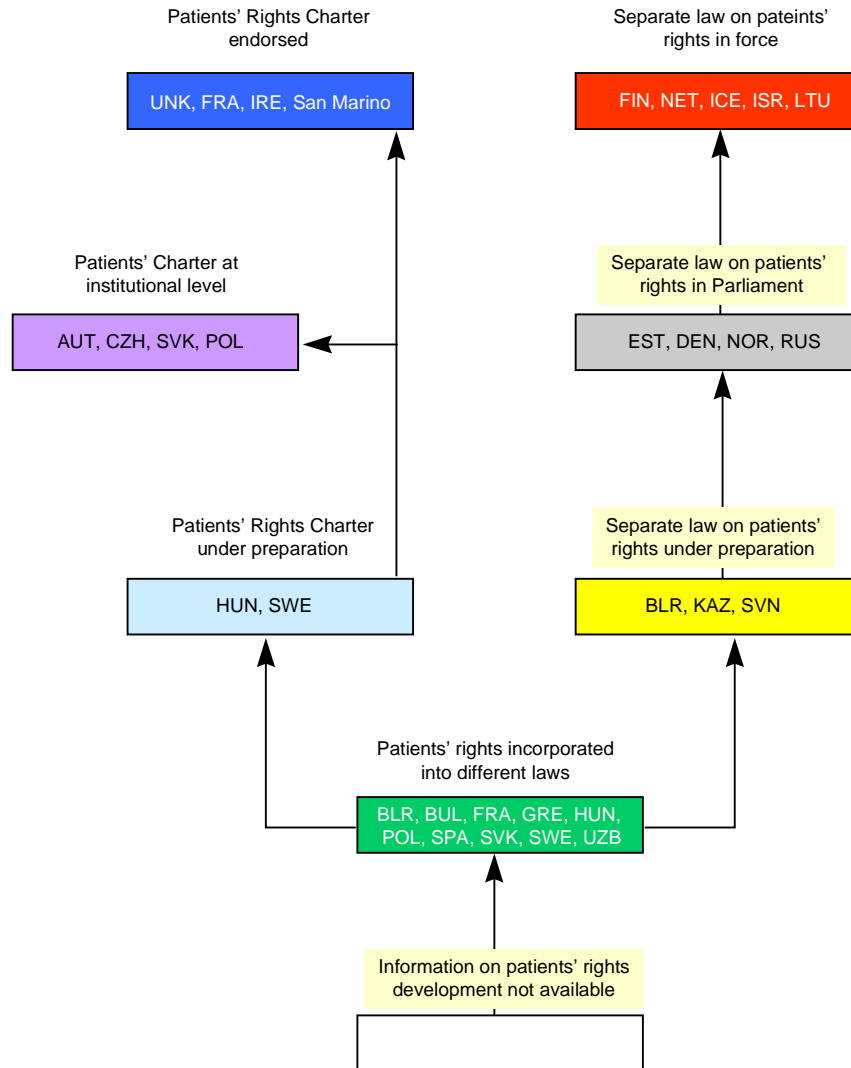 Patients’ Rights Charter
endorsed
Separate law on pateints’
rights in force
UNK, FRA, IRE, San Marino
FIN, NET, ICE, ISR, LTU
Patients’ Charter at
institutional level
Separate law on patients’
rights in Parliament
AUT, CZH, SVK, POL
EST, DEN, NOR, RUS
Patients’ Rights Charter
under preparation
Separate law on patients’
rights under preparation
HUN, SWE
BLR, KAZ, SVN
Patients’ rights incorporated
into different laws
BLR, BUL, FRA, GRE, HUN,
POL, SPA, SVK, SWE, UZB
Information on patients’ rights
development not available